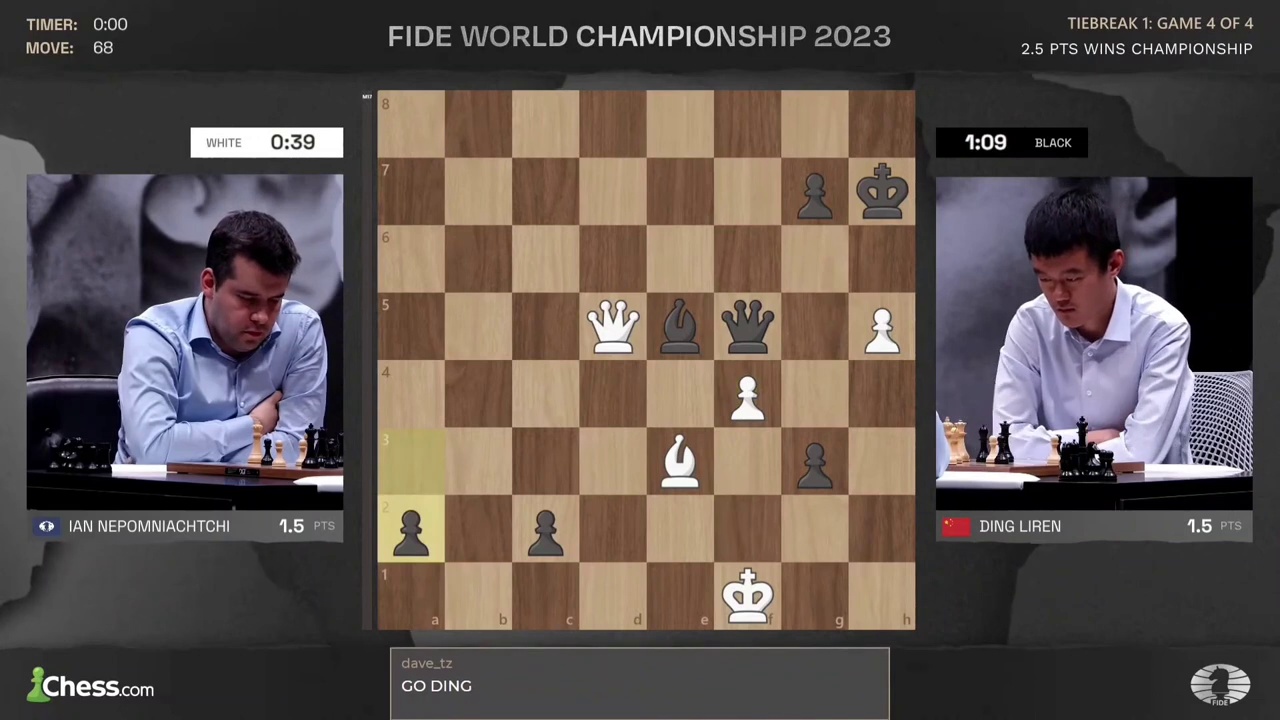 TIMER: 0:00
MOVE: 68
FIDE WORLD CHAMPIONSHIP 2023
TIEBREAK 1: GAME 4 OF 4
2.5 PTS WINS CHAMPIONSHIP
WHITE 0:39
1:09 BLACK
8
7
6
5
4
3
2
1
a b c d e f g h
IAN NEPOMNIACHTCHI 1.5 PTS
DING LIREN 1.5 PTS
dave_tz
GO DING
Chess.com
FIDE